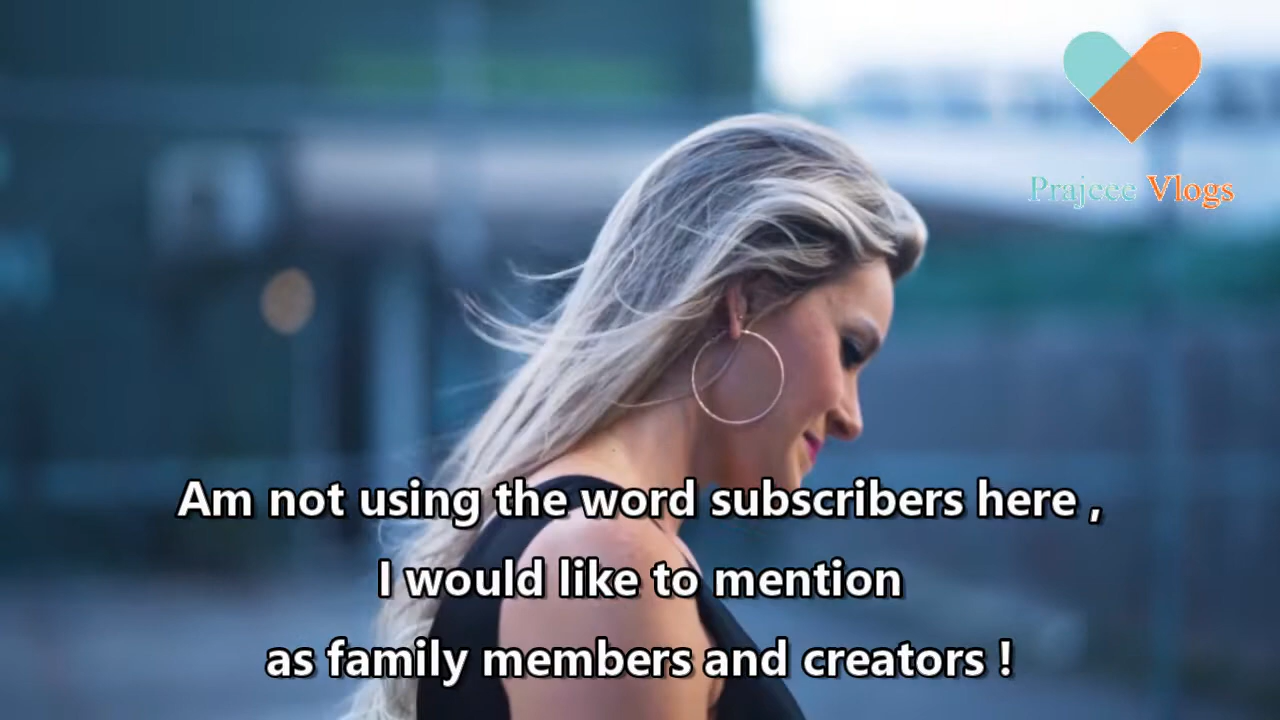 Prajcee Vlogs
Am not using the word subscribers here ,
I would like to mention
as family members and creators !